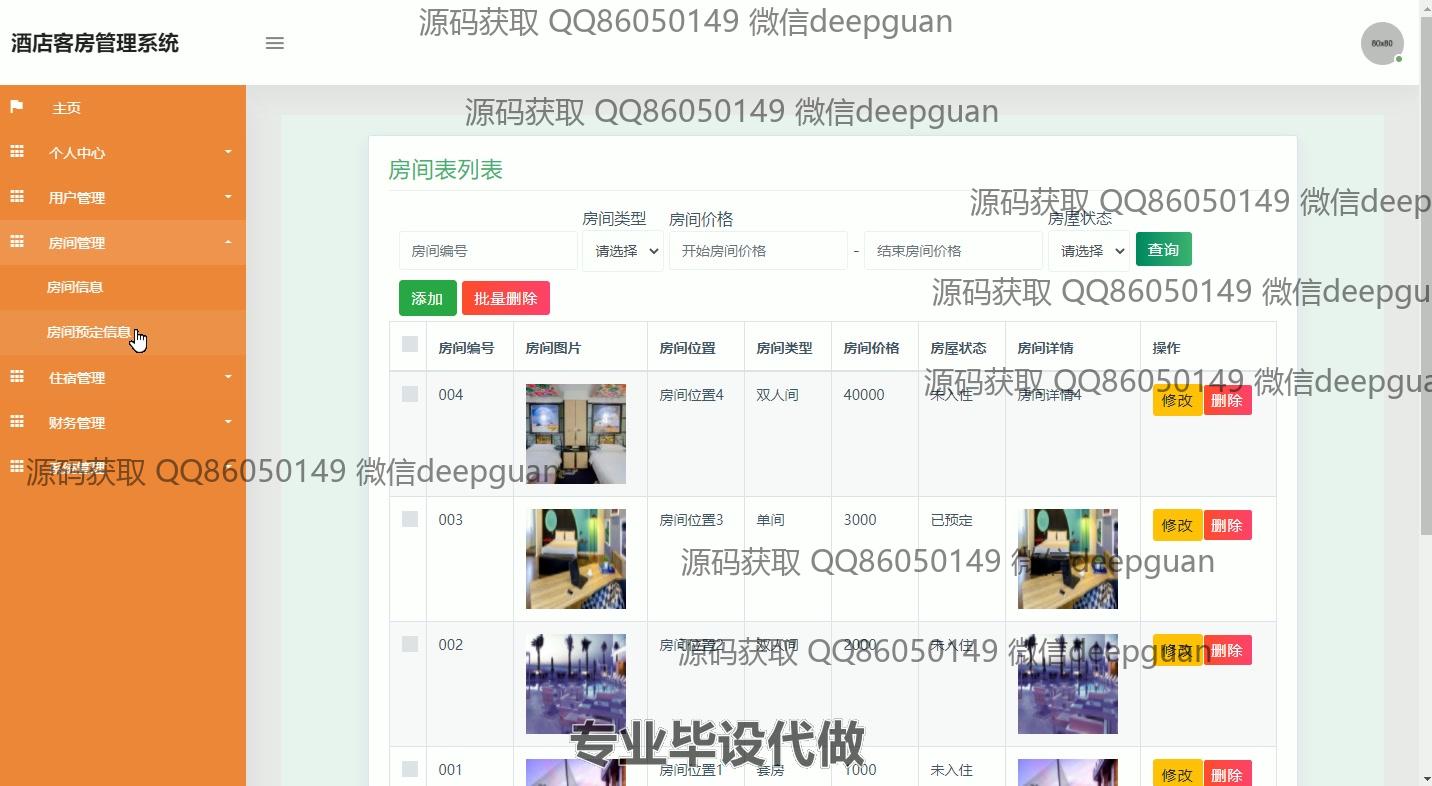 源码获取 QQ86050149 微信deepguan
酒店客房管理系统
80x80
主页
源码获取 QQ86050149 微信deepguan
个人中心
房间表列表
用户管理
源码获取 QQ86050149 微信deep
房间类型 房间价格 房屋状态
房间管理
房间编号 请选择 开始房间价格 - 结束房间价格 请选择 查询
房间信息
源码获取 QQ86050149 微信deepgu
添加 批量删除
房间预定信息
房间编号 房间图片 房间位置 房间类型 房间价格 房屋状态 房间详情 操作
住宿管理
源码获取 QQ86050149 微信deepgua
004 房间位置4 双人间 40000 未入住 房间详情4 修改 删除
财务管理
系统管理
源码获取 QQ86050149 微信deepguan
003 房间位置3 单间 3000 已预定 修改 删除
源码获取 QQ86050149 微信deepguan
002 房间位置2 双人间 2000 未入住 修改 删除
源码获取 QQ86050149 微信deepguan
专业毕设代做
001 房间位置1 套房 1000 未入住 修改 删除